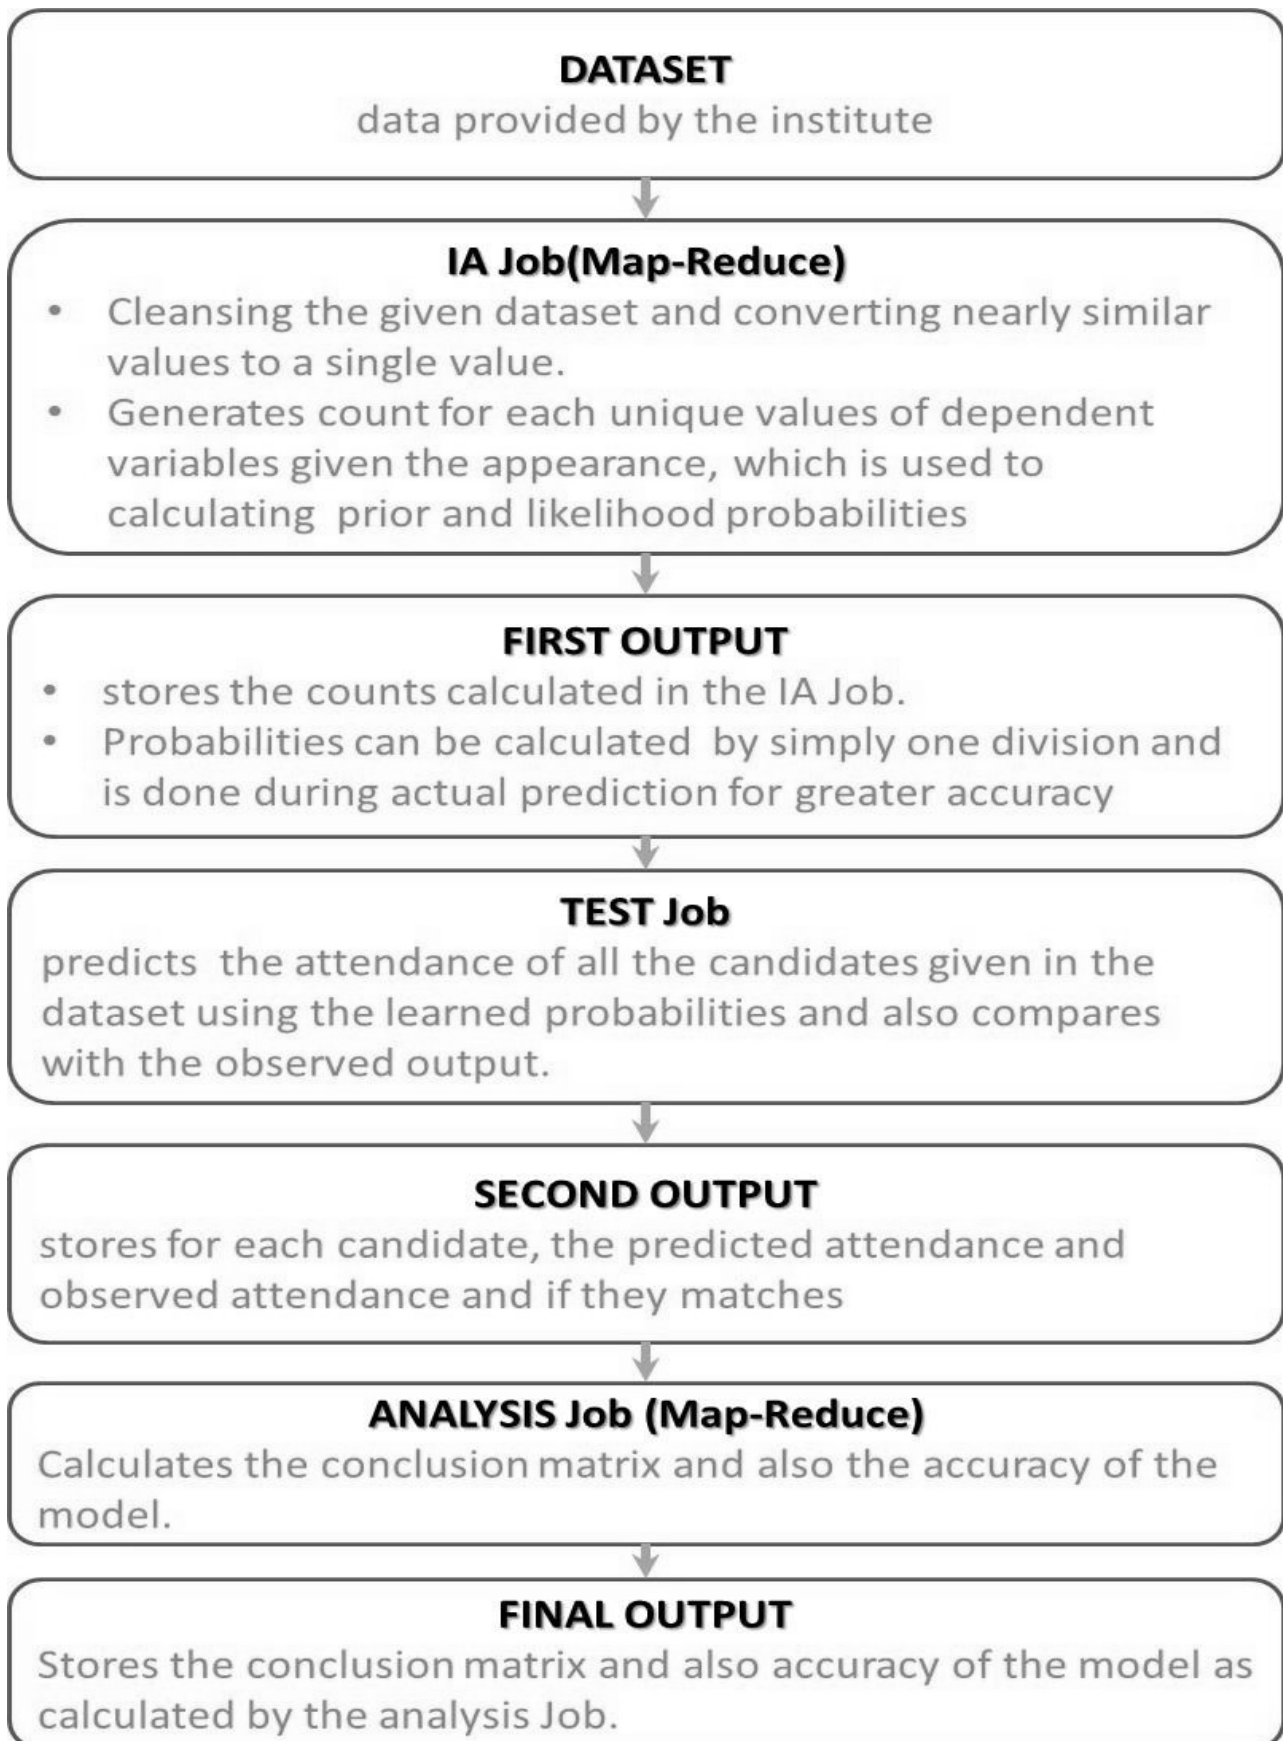 DATASET
data provided by the institute
IA Job(Map-Reduce)
• Cleansing the given dataset and converting nearly similar
values to a single value.
• Generates count for each unique values of dependent
variables given the appearance, which is used to
calculating prior and likelihood probabilities
FIRST OUTPUT
• stores the counts calculated in the IA Job.
• Probabilities can be calculated by simply one division and
is done during actual prediction for greater accuracy
TEST Job
predicts the attendance of all the candidates given in the
dataset using the learned probabilities and also compares
with the observed output.
SECOND OUTPUT
stores for each candidate, the predicted attendance and
observed attendance and if they matches
ANALYSIS Job (Map-Reduce)
Calculates the conclusion matrix and also the accuracy of the
model.
FINAL OUTPUT
Stores the conclusion matrix and also accuracy of the model as
calculated by the analysis Job.